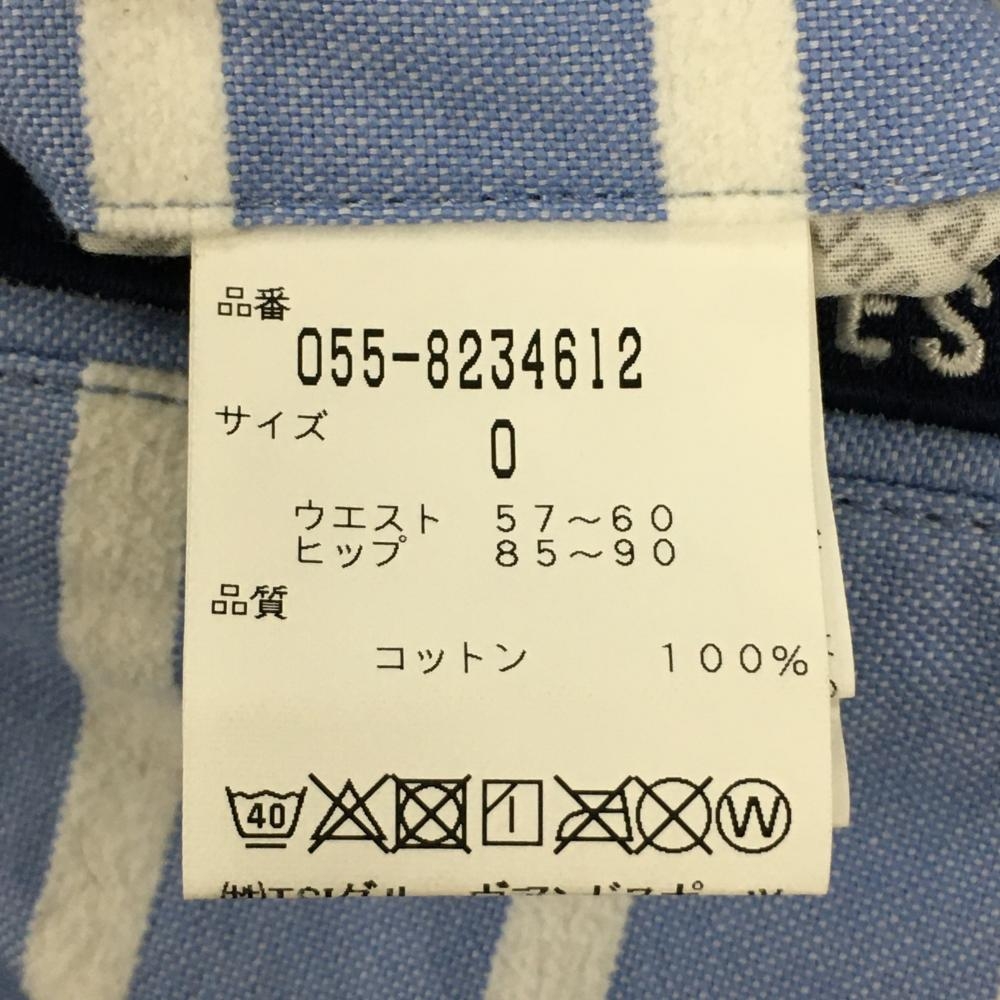 品番
055-8234612
サイズ
0
ウエスト 57～60
ヒップ 85～90
品質
コットン 100%
40
W
ES